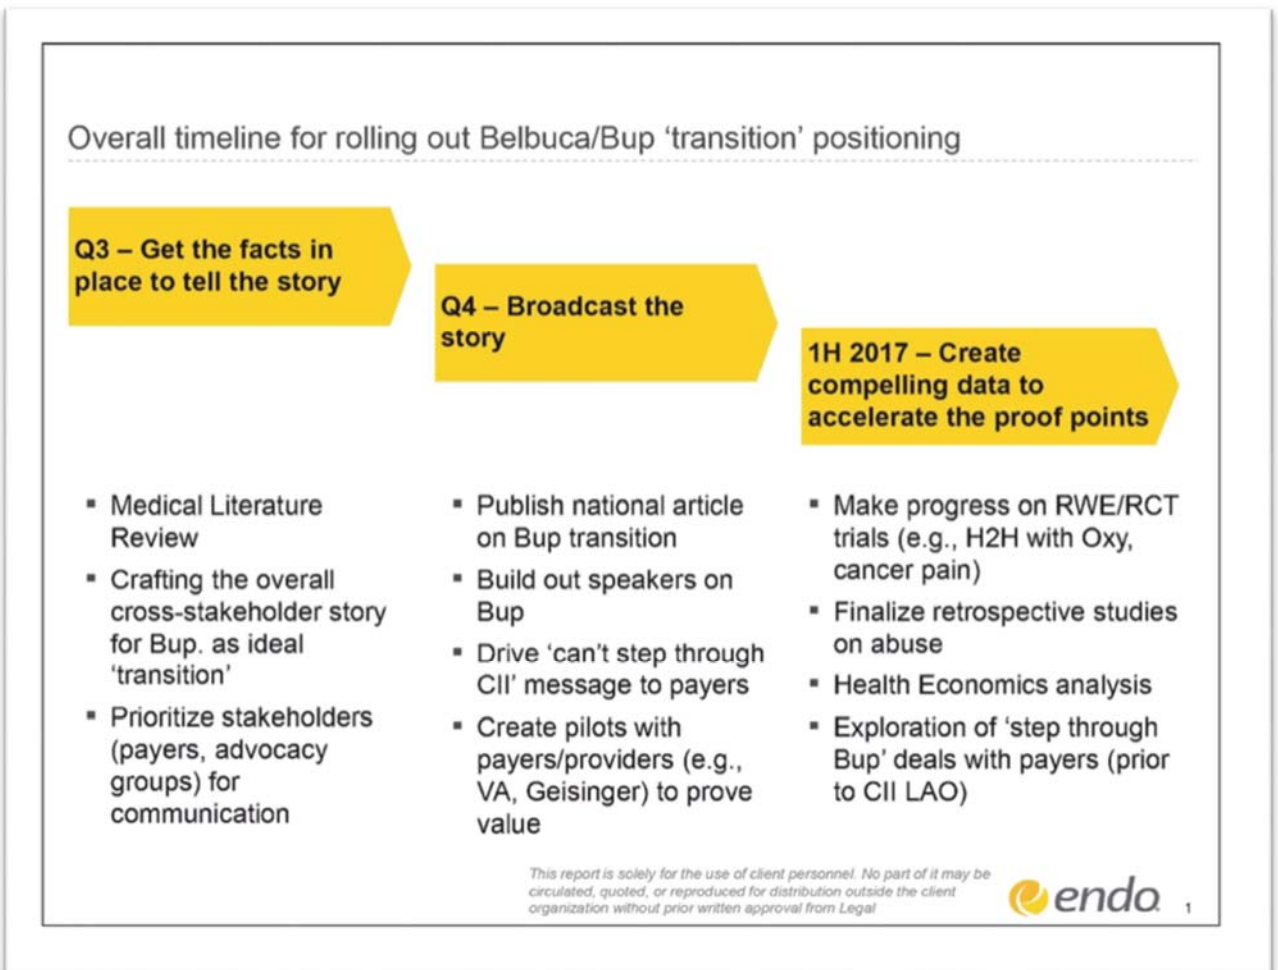 Overall timeline for rolling out Belbuca/Bup ‘transition’ positioning
Q3 – Get the facts in
place to tell the story
Q4 – Broadcast the
story
1H 2017 – Create
compelling data to
accelerate the proof points
▪ Medical Literature
Review
▪ Crafting the overall
cross-stakeholder story
for Bup. as ideal
‘transition’
▪ Prioritize stakeholders
(payers, advocacy
groups) for
communication
▪ Publish national article
on Bup transition
▪ Build out speakers on
Bup
▪ Drive ‘can’t step through
CII’ message to payers
▪ Create pilots with
payers/providers (e.g.,
VA, Geisinger) to prove
value
▪ Make progress on RWE/RCT
trials (e.g., H2H with Oxy,
cancer pain)
▪ Finalize retrospective studies
on abuse
▪ Health Economics analysis
▪ Exploration of ‘step through
Bup’ deals with payers (prior
to CII LAO)
This report is solely for the use of client personnel. No part of it may be
circulated, quoted, or reproduced for distribution outside the client
organization without prior written approval from Legal
endo
1